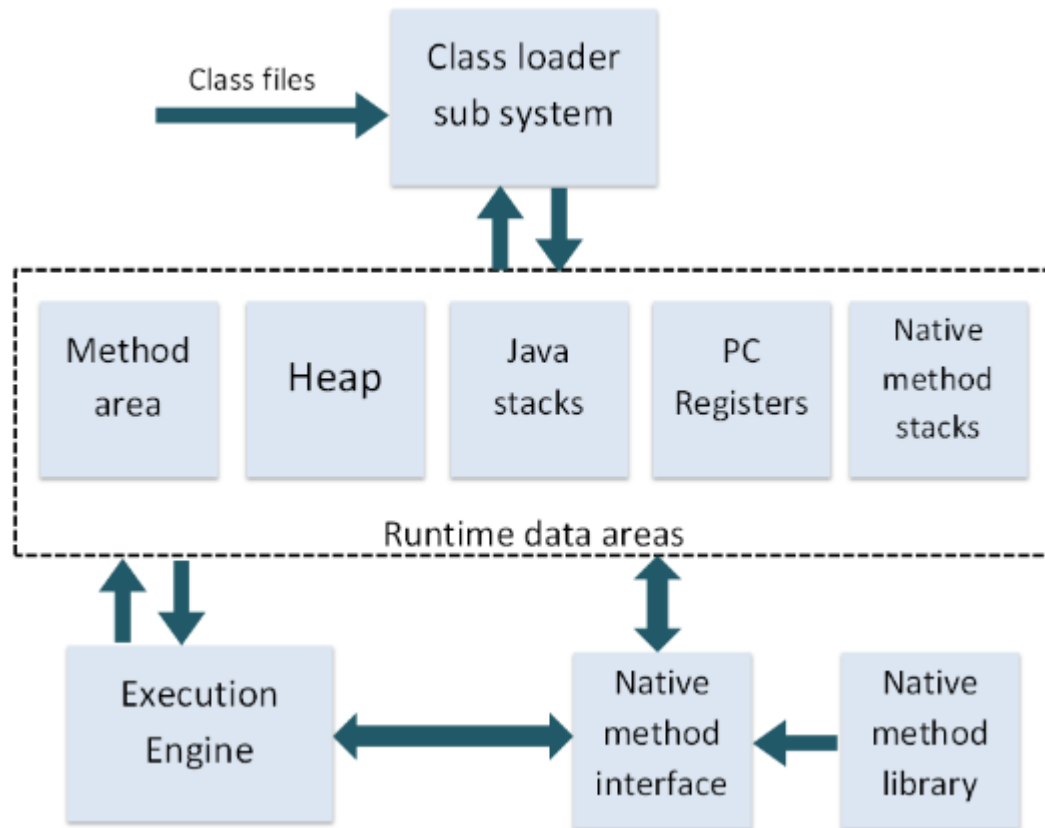 Class files
Class loader
sub system
Method
area
Heap
Java
stacks
PC
Registers
Native
method
stacks
Runtime data areas
Execution
Engine
Native
method
interface
Native
method
library